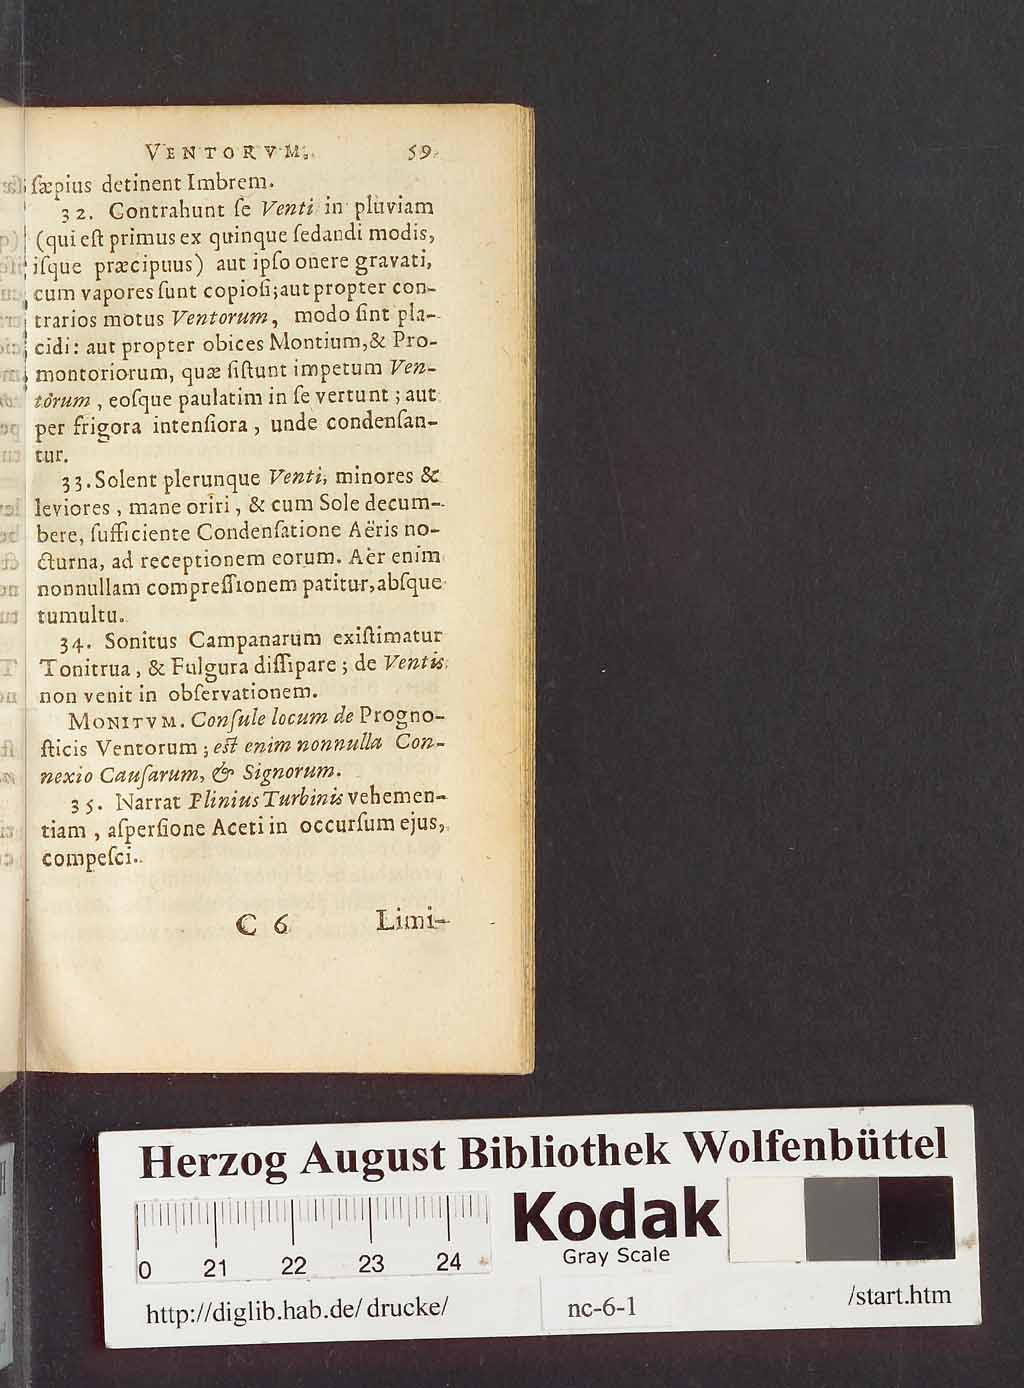 VENTORVM. 59.
ſæpius detinent Imbrem.
32. Contrahunt ſe Venti in pluviam
(qui eſt primus ex quinque ſedandi modis,
iſque præcipuus) aut ipſo onere gravati,
cum vapores ſunt copioſi; aut propter con-
trarios motus Ventorum, modo ſint pla-
cidi: aut propter obices Montium, & Pro-
montoriorum, quæ ſiſtunt impetum Ven-
torum, eoſque paulatim in ſe vertunt; aut
per frigora intenſiora, unde condenſan-
tur.
33. Solent plerunque Venti, minores &
leviores, mane oriri, & cum Sole decum-
bere, ſufficiente Condenſatione Aëris no-
cturna, ad receptionem eorum. Aër enim
nonnullam compreſſionem patitur, abſque
tumultu.
34. Sonitus Campanarum exiſtimatur
Tonitrua, & Fulgura diſſipare; de Ventis
non venit in obſervationem.
MONITVM. Conſule locum de Progno-
ſticis Ventorum; eſt enim nonnulla Con-
nexio Cauſarum, & Signorum.
35. Narrat Plinius Turbinis vehemen-
tiam, aſperſione Aceti in occurſum ejus,
compeſci.
C 6 Limi-
Herzog August Bibliothek Wolfenbüttel
Kodak
Gray Scale
0 21 22 23 24
http://diglib.hab.de/drucke/ nc-6-1 /start.htm